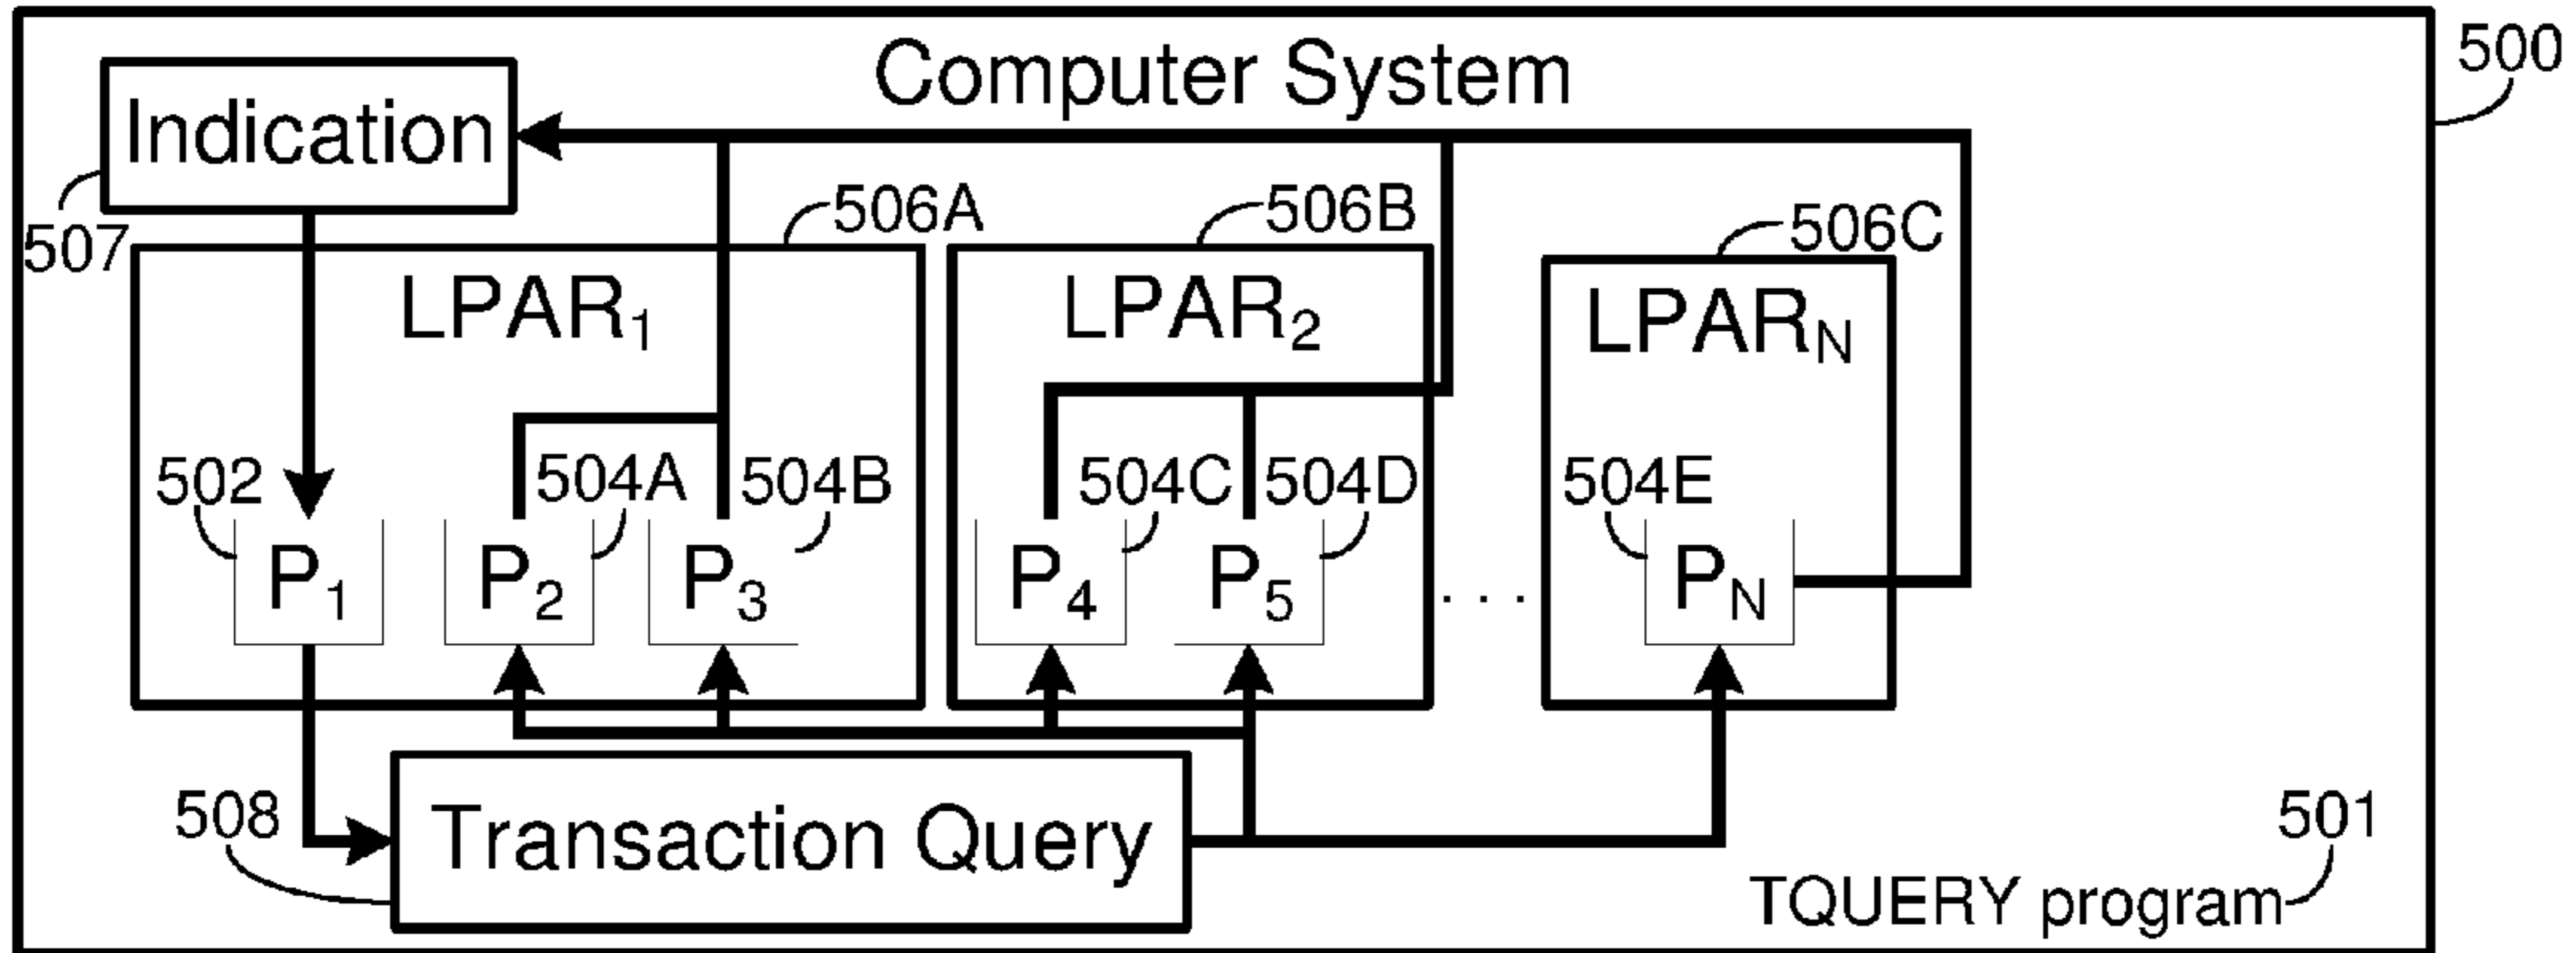 Computer System
500
Indication
507
506A
506B
506C
LPAR1
LPAR2
LPARN
502
504A
504B
504C
504D
504E
P1
P2
P3
P4
P5
. . .
PN
508
Transaction Query
501
TQUERY program